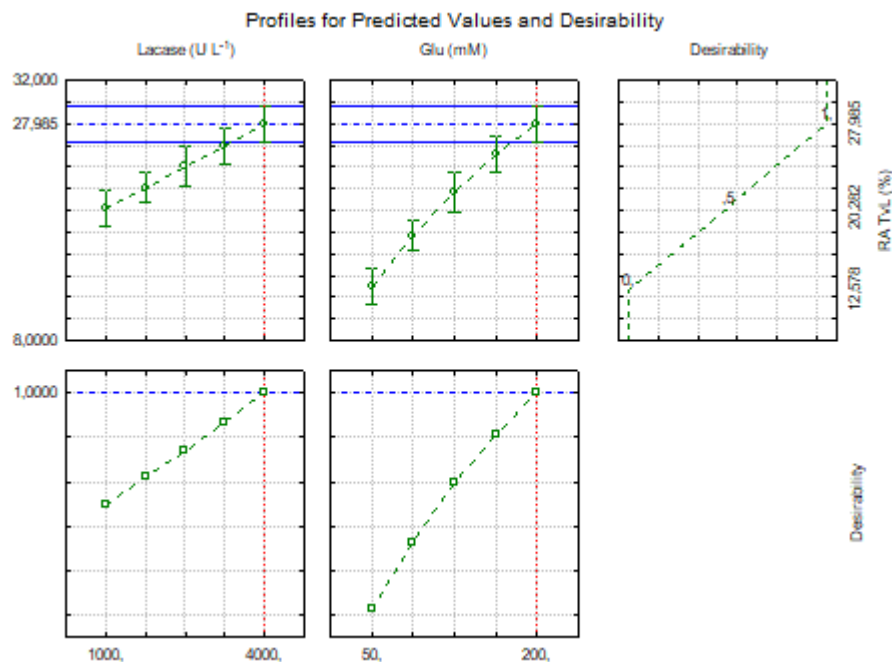 Profiles for Predicted Values and Desirability
Lacase (U L-1)
Glu (mM)
Desirability
32,000
27,985
8,0000
1,0000
1000,
4000,
50,
200,
0,
,5
27,985
20,282
12,578
RA TvL (%)
Desirability